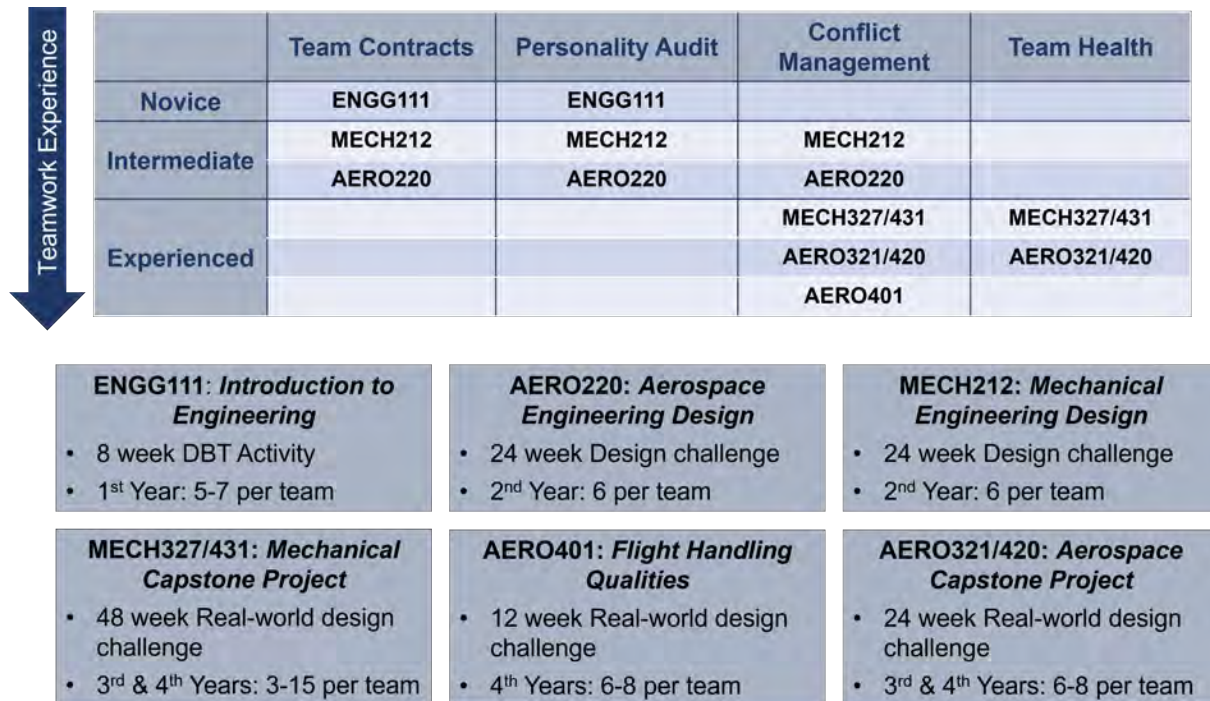 Teamwork Experience
Team Contracts Personality Audit Conflict Management Team Health
Novice ENGG111 ENGG111
Intermediate MECH212 MECH212 MECH212
AERO220 AERO220 AERO220
Experienced MECH327/431 MECH327/431
AERO321/420 AERO321/420
AERO401
ENGG111: Introduction to
Engineering
• 8 week DBT Activity
• 1st Year: 5-7 per team
AERO220: Aerospace
Engineering Design
• 24 week Design challenge
• 2nd Year: 6 per team
MECH212: Mechanical
Engineering Design
• 24 week Design challenge
• 2nd Year: 6 per team
MECH327/431: Mechanical
Capstone Project
• 48 week Real-world design
challenge
• 3rd & 4th Years: 3-15 per team
AERO401: Flight Handling
Qualities
• 12 week Real-world design
challenge
• 4th Years: 6-8 per team
AERO321/420: Aerospace
Capstone Project
• 24 week Real-world design
challenge
• 3rd & 4th Years: 6-8 per team